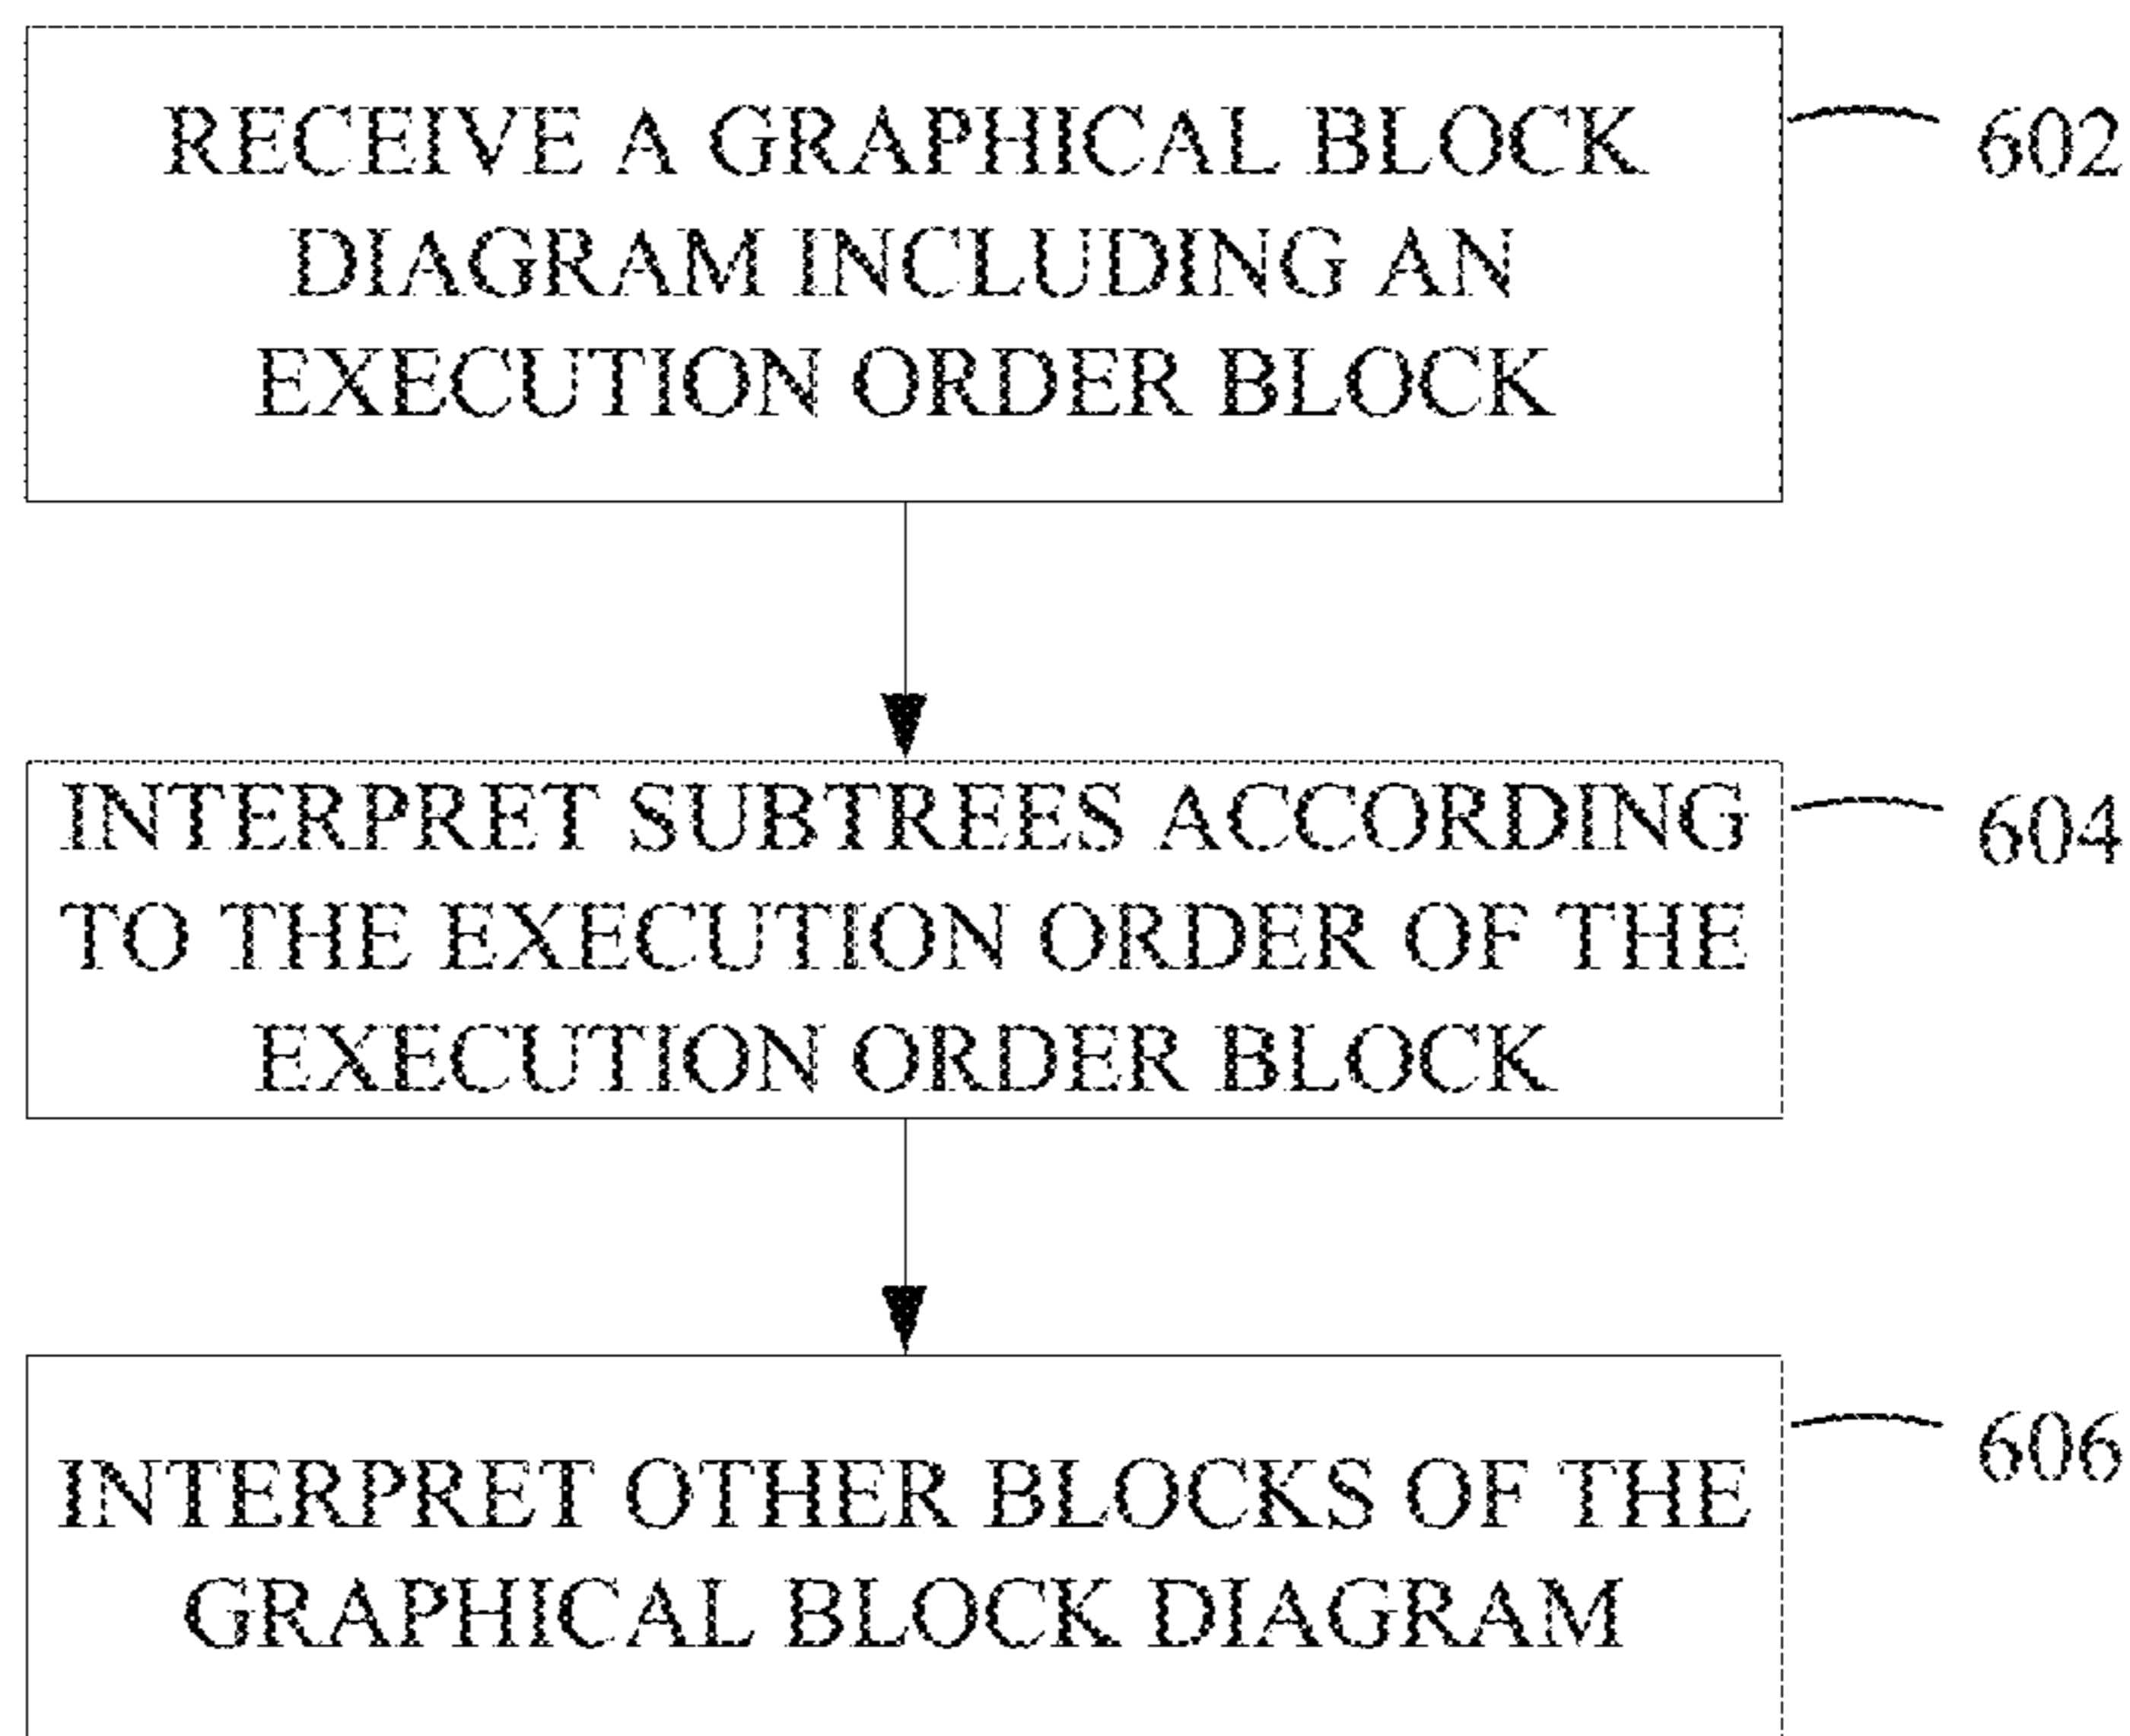 RECEIVE A GRAPHICAL BLOCK
DIAGRAM INCLUDING AN
EXECUTION ORDER BLOCK
602
INTERPRET SUBTREES ACCORDING
TO THE EXECUTION ORDER OF THE
EXECUTION ORDER BLOCK
604
INTERPRET OTHER BLOCKS OF THE
GRAPHICAL BLOCK DIAGRAM
606